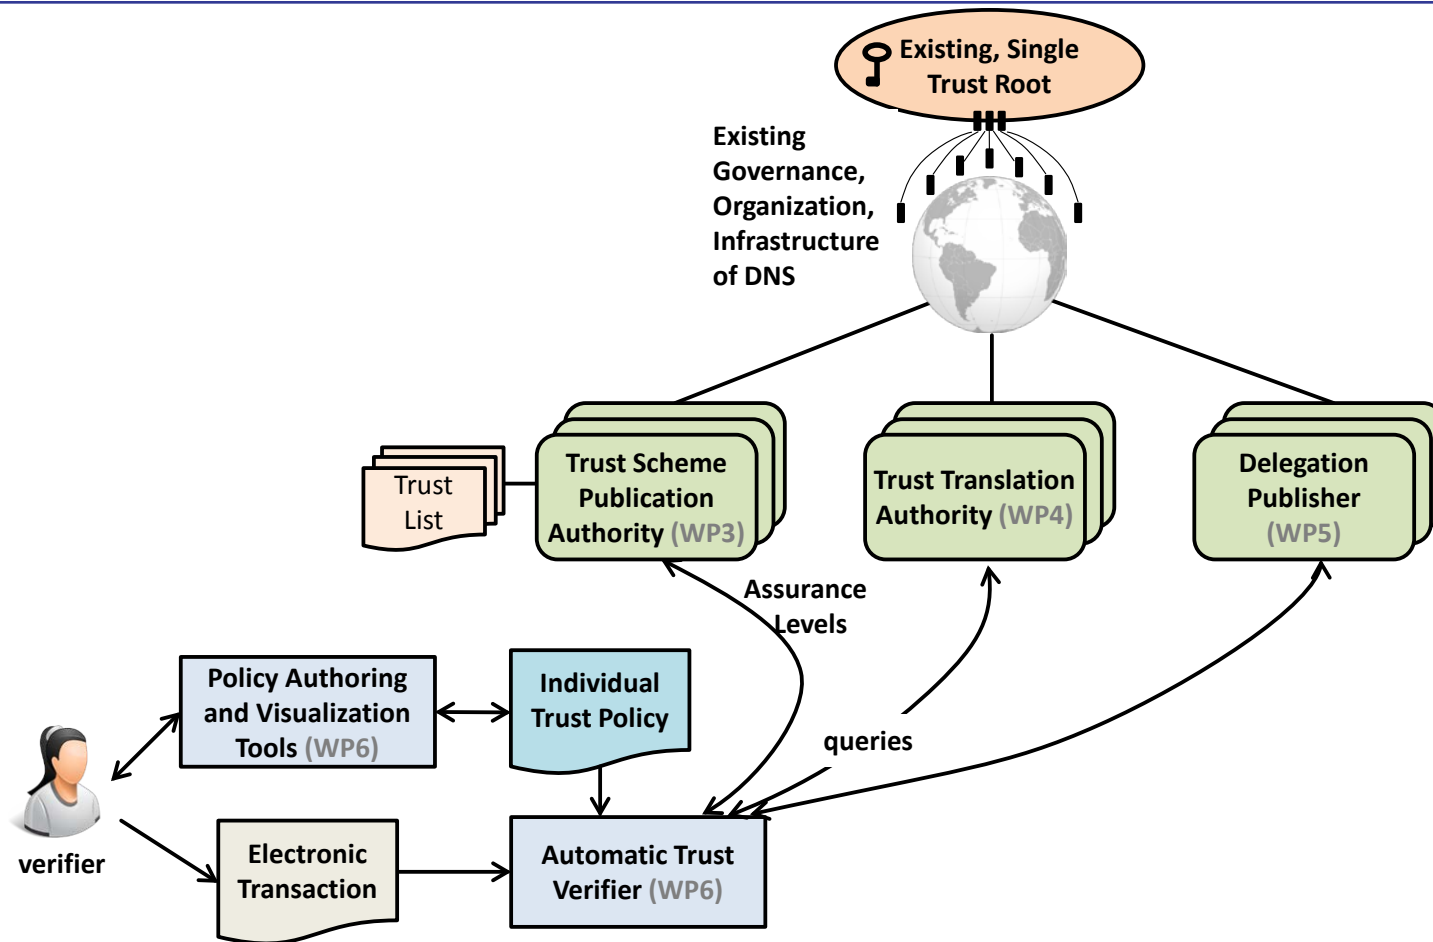 Existing, Single
Trust Root
Existing
Governance,
Organization,
Infrastructure
of DNS
Trust
List
Trust Scheme
Publication
Authority (WP3)
Trust Translation
Authority (WP4)
Delegation
Publisher
(WP5)
Assurance
Levels
Policy Authoring
and Visualization
Tools (WP6)
Individual
Trust Policy
queries
verifier
Electronic
Transaction
Automatic Trust
Verifier (WP6)